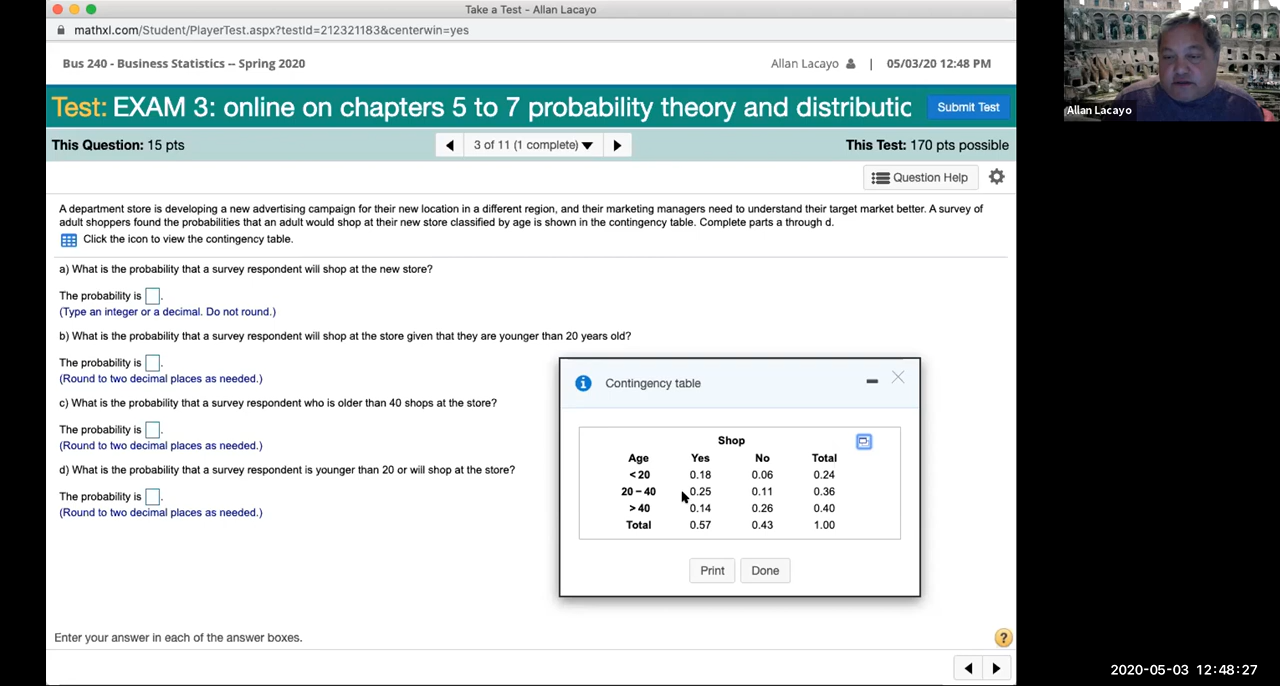 Take a Test - Allan Lacayo
mathxl.com/Student/PlayerTest.aspx?testId=212321183&centerwin=yes
Bus 240 - Business Statistics -- Spring 2020
Allan Lacayo | 05/03/20 12:48 PM
Test: EXAM 3: online on chapters 5 to 7 probability theory and distributic
Submit Test
This Question: 15 pts
3 of 11 (1 complete)
This Test: 170 pts possible
Question Help
A department store is developing a new advertising campaign for their new location in a different region, and their marketing managers need to understand their target market better. A survey of
adult shoppers found the probabilities that an adult would shop at their new store classified by age is shown in the contingency table. Complete parts a through d.
Click the icon to view the contingency table.
a) What is the probability that a survey respondent will shop at the new store?
The probability is .
(Type an integer or a decimal. Do not round.)
b) What is the probability that a survey respondent will shop at the store given that they are younger than 20 years old?
The probability is .
(Round to two decimal places as needed.)
c) What is the probability that a survey respondent who is older than 40 shops at the store?
The probability is .
(Round to two decimal places as needed.)
d) What is the probability that a survey respondent is younger than 20 or will shop at the store?
The probability is .
(Round to two decimal places as needed.)
Contingency table
Shop
Age Yes No Total
< 20 0.18 0.06 0.24
20 – 40 0.25 0.11 0.36
> 40 0.14 0.26 0.40
Total 0.57 0.43 1.00
Print Done
Enter your answer in each of the answer boxes.
?
Allan Lacayo
2020-05-03 12:48:27